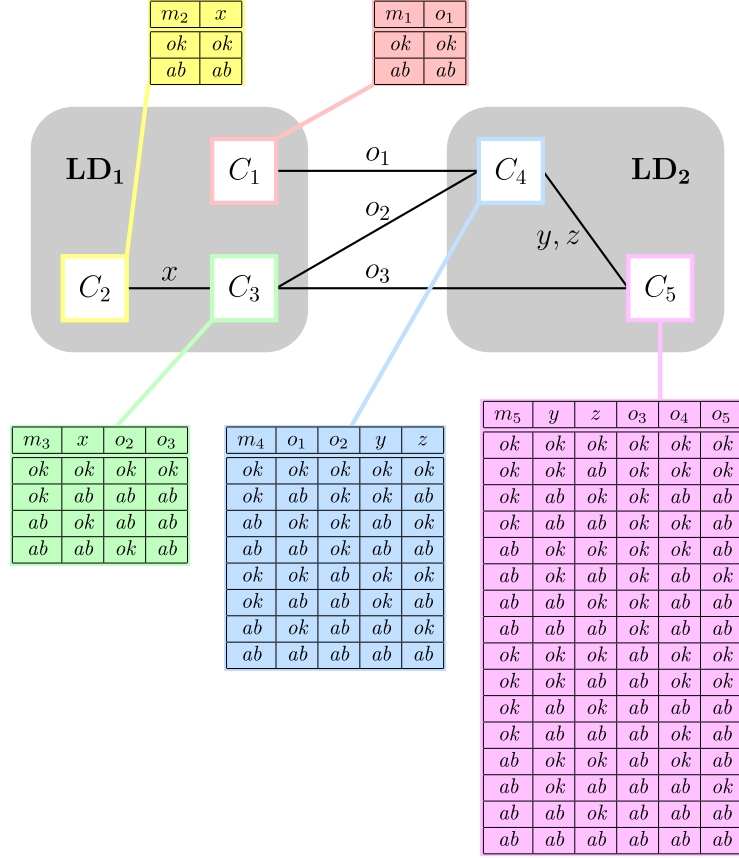 m₂ x
ok ok
ab ab
m₁ o₁
ok ok
ab ab
LD₁
C₁
o₁
C₄
LD₂
o₂
y, z
C₂
x
C₃
o₃
C₅
m₃ x o₂ o₃
ok ok ok ok
ok ab ab ab
ab ok ab ab
ab ab ok ab
m₄ o₁ o₂ y z
ok ok ok ok ok
ok ab ok ok ab
ab ok ok ab ok
ab ab ok ab ab
ok ok ab ok ok
ok ab ab ok ab
ab ok ab ab ok
ab ab ab ab ab
m₅ y z o₃ o₄ o₅
ok ok ok ok ok ok
ok ok ab ok ok ok
ok ab ok ok ab ab
ok ab ab ok ok ab
ab ok ok ok ok ab
ab ok ab ok ab ok
ab ab ok ok ab ab
ab ab ab ok ab ab
ok ok ok ab ok ok
ok ok ab ab ok ok
ok ab ok ab ab ab
ok ab ab ab ok ab
ab ok ok ab ok ab
ab ok ab ab ab ok
ab ab ok ab ab ab
ab ab ab ab ab ab